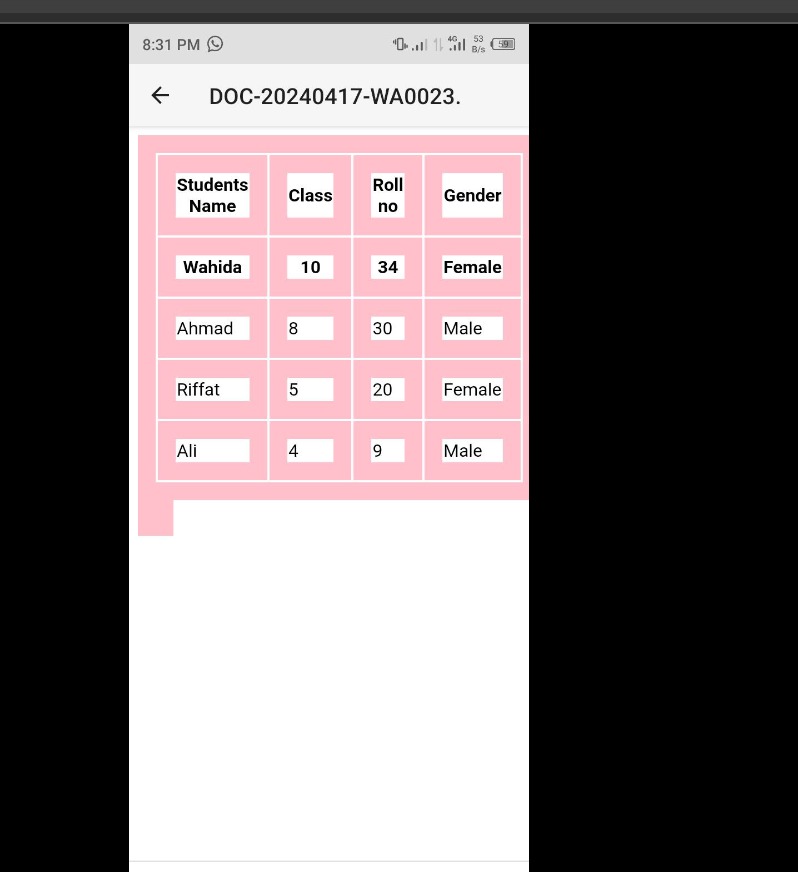 8:31 PM 4G 53 B/s 59
DOC-20240417-WA0023.
Students Name Class Roll no Gender
Wahida 10 34 Female
Ahmad 8 30 Male
Riffat 5 20 Female
Ali 4 9 Male